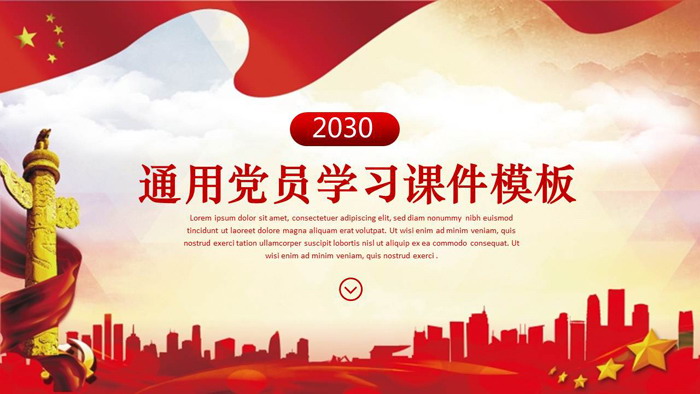 2030
通用党员学习课件模板
Lorem ipsum dolor sit amet, consectetuer adipiscing elit, sed diam nonummy nibh euismod
tincidunt ut laoreet dolore magna aliquam erat volutpat. Ut wisi enim ad minim veniam, quis
nostrud exerci tation ullamcorper suscipit lobortis nisl ut aliquip ex ea commodo consequat. Ut
wisi enim ad minim veniam, quis nostrud exerci .